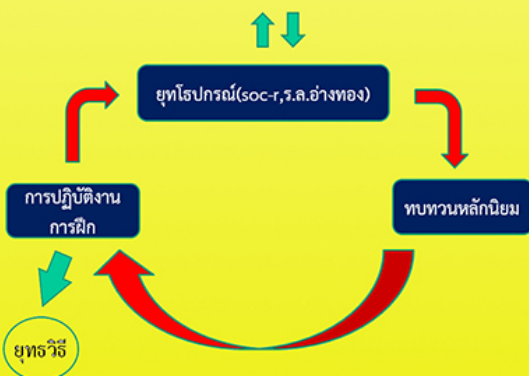 ยุทโธปกรณ์(soc-r,ร.ล.อ่างทอง)
การปฏิบัติงาน
การฝึก
ทบทวนหลักนิยม
ยุทธวิธี